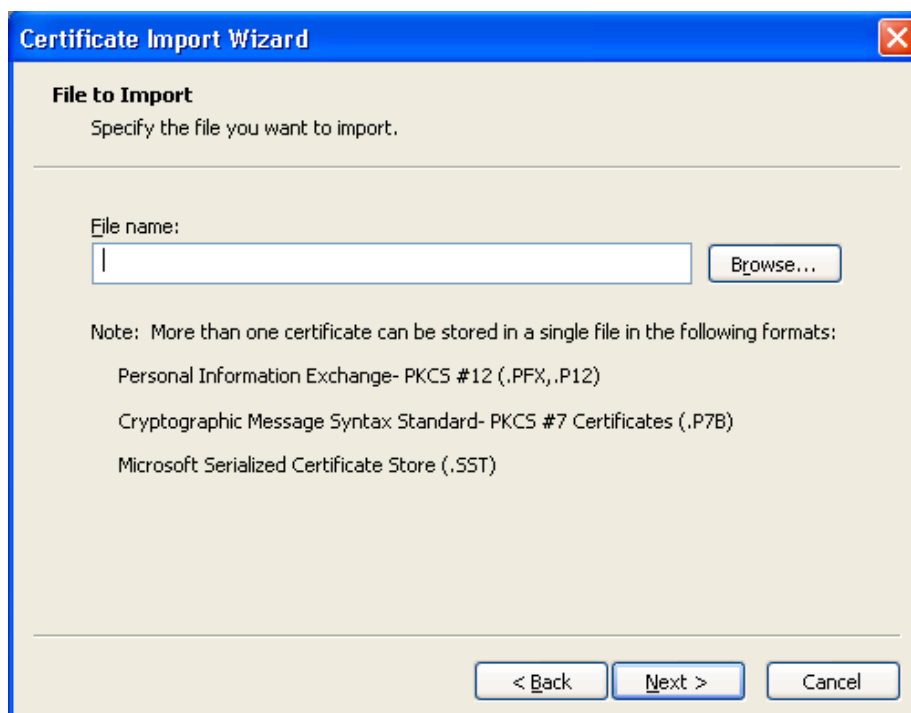 Certificate Import Wizard
File to Import
Specify the file you want to import.
File name:
Browse...
Note:  More than one certificate can be stored in a single file in the following formats:
Personal Information Exchange- PKCS #12 (.PFX,.P12)
Cryptographic Message Syntax Standard- PKCS #7 Certificates (.P7B)
Microsoft Serialized Certificate Store (.SST)
< Back
Next >
Cancel